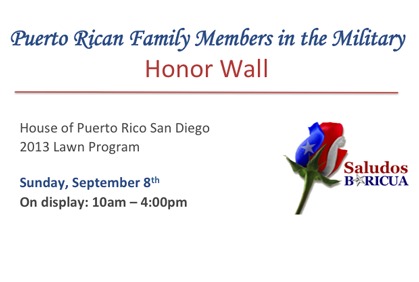 Puerto Rican Family Members in the Military
Honor Wall
House of Puerto Rico San Diego
2013 Lawn Program
Sunday, September 8th
On display: 10am – 4:00pm
Saludos
BORICUA